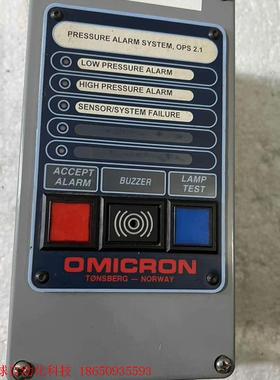 PRESSURE ALARM SYSTEM, OPS 2.1
LOW PRESSURE ALARM
HIGH PRESSURE ALARM
SENSOR/SYSTEM FAILURE
ACCEPT ALARM
BUZZER
LAMP TEST
OMICRON
TØNSBERG — NORWAY
18650935593